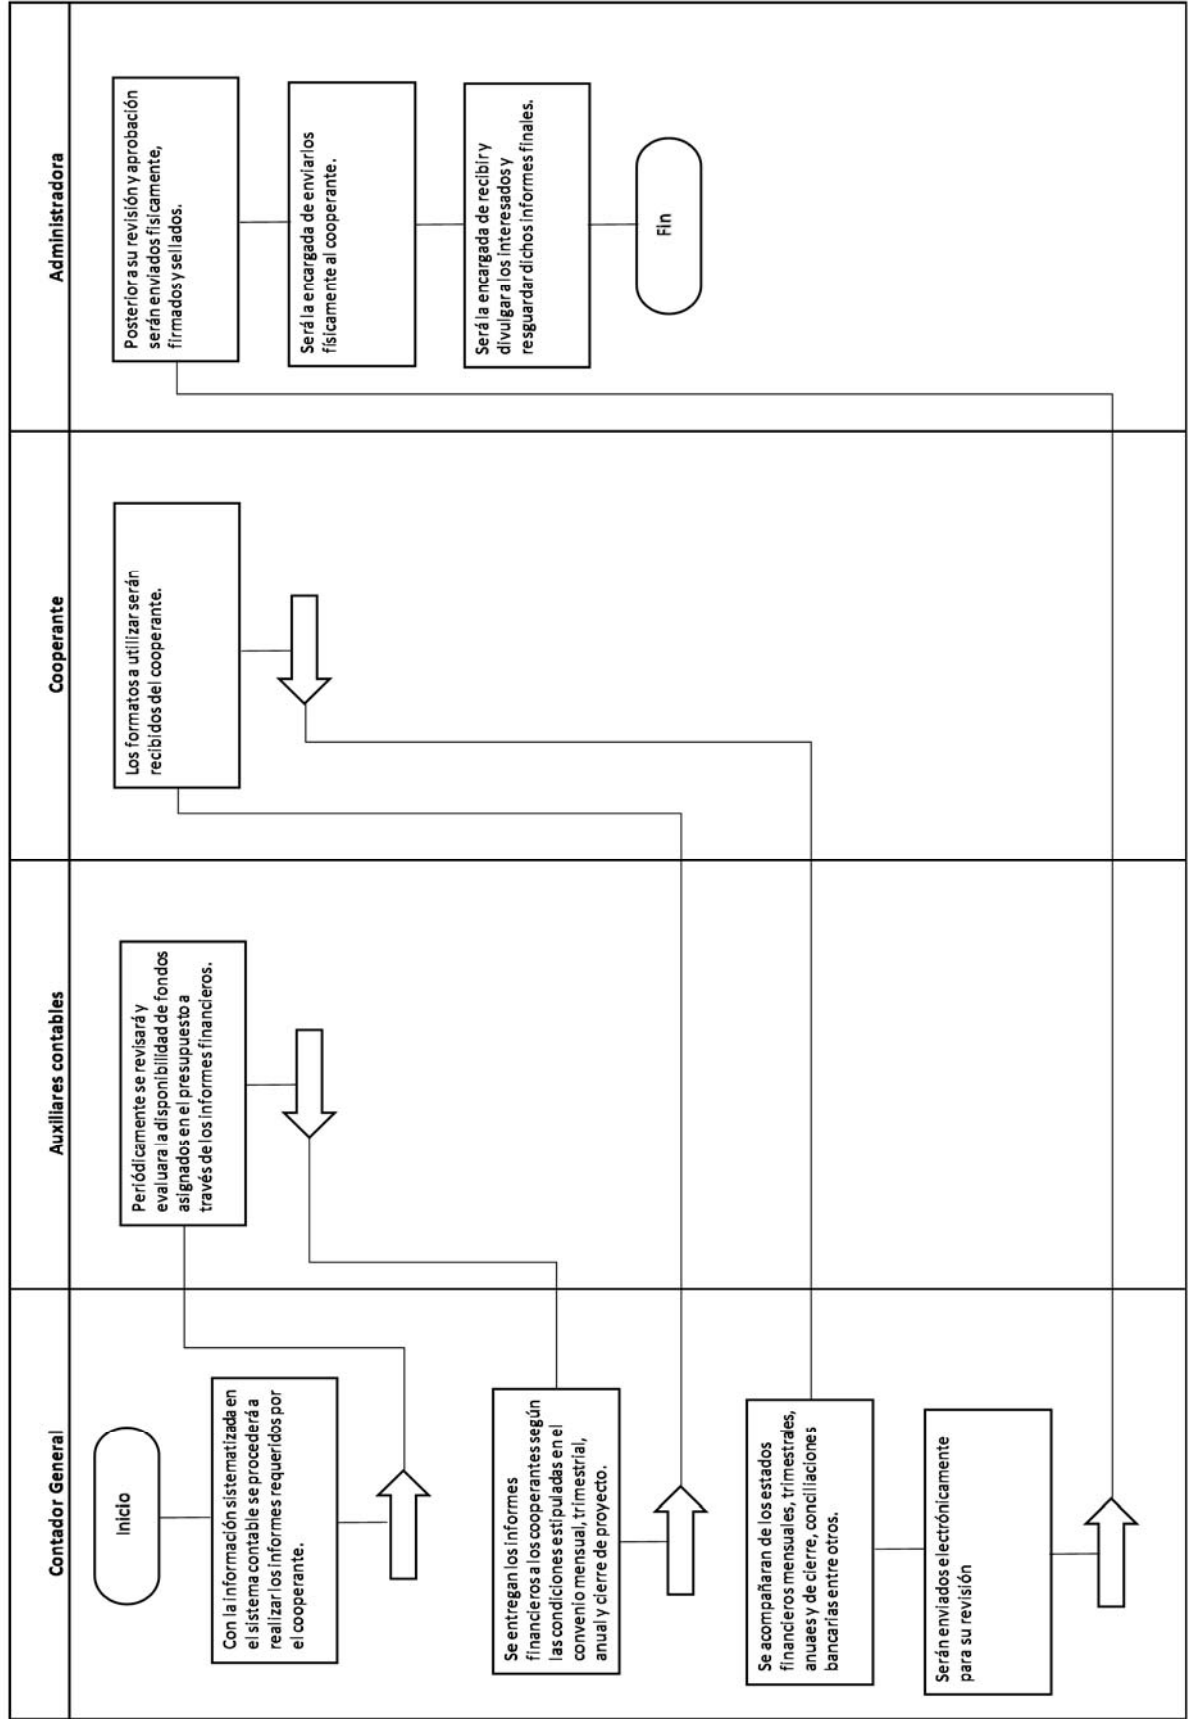 Contador General
Auxiliares contables
Cooperante
Administradora
Inicio
Con la información sistematizada en
el sistema contable se procederá a
realizar los informes requeridos por
el cooperante.
Periódicamente se revisará y
evaluara la disponibilidad de fondos
asignados en el presupuesto a
través de los informes financieros.
Se entregan los informes
financieros a los cooperantes según
las condiciones estipuladas en el
convenio mensual, trimestrial,
anual y cierre de proyecto.
Los formatos a utilizar serán
recibidos del cooperante.
Se acompañaran de los estados
financieros mensuales, trimestrales,
anuaes y de cierre, conciliaciones
bancarias entre otros.
Serán enviados electrónicamente
para su revisión
Posterior a su revisión y aprobación
serán enviados fisicamente,
firmados y sellados.
Será la encargada de enviarlos
físicamente al cooperante.
Será la encargada de recibir y
divulgar a los interesados y
resguardar dichos informes finales.
Fin